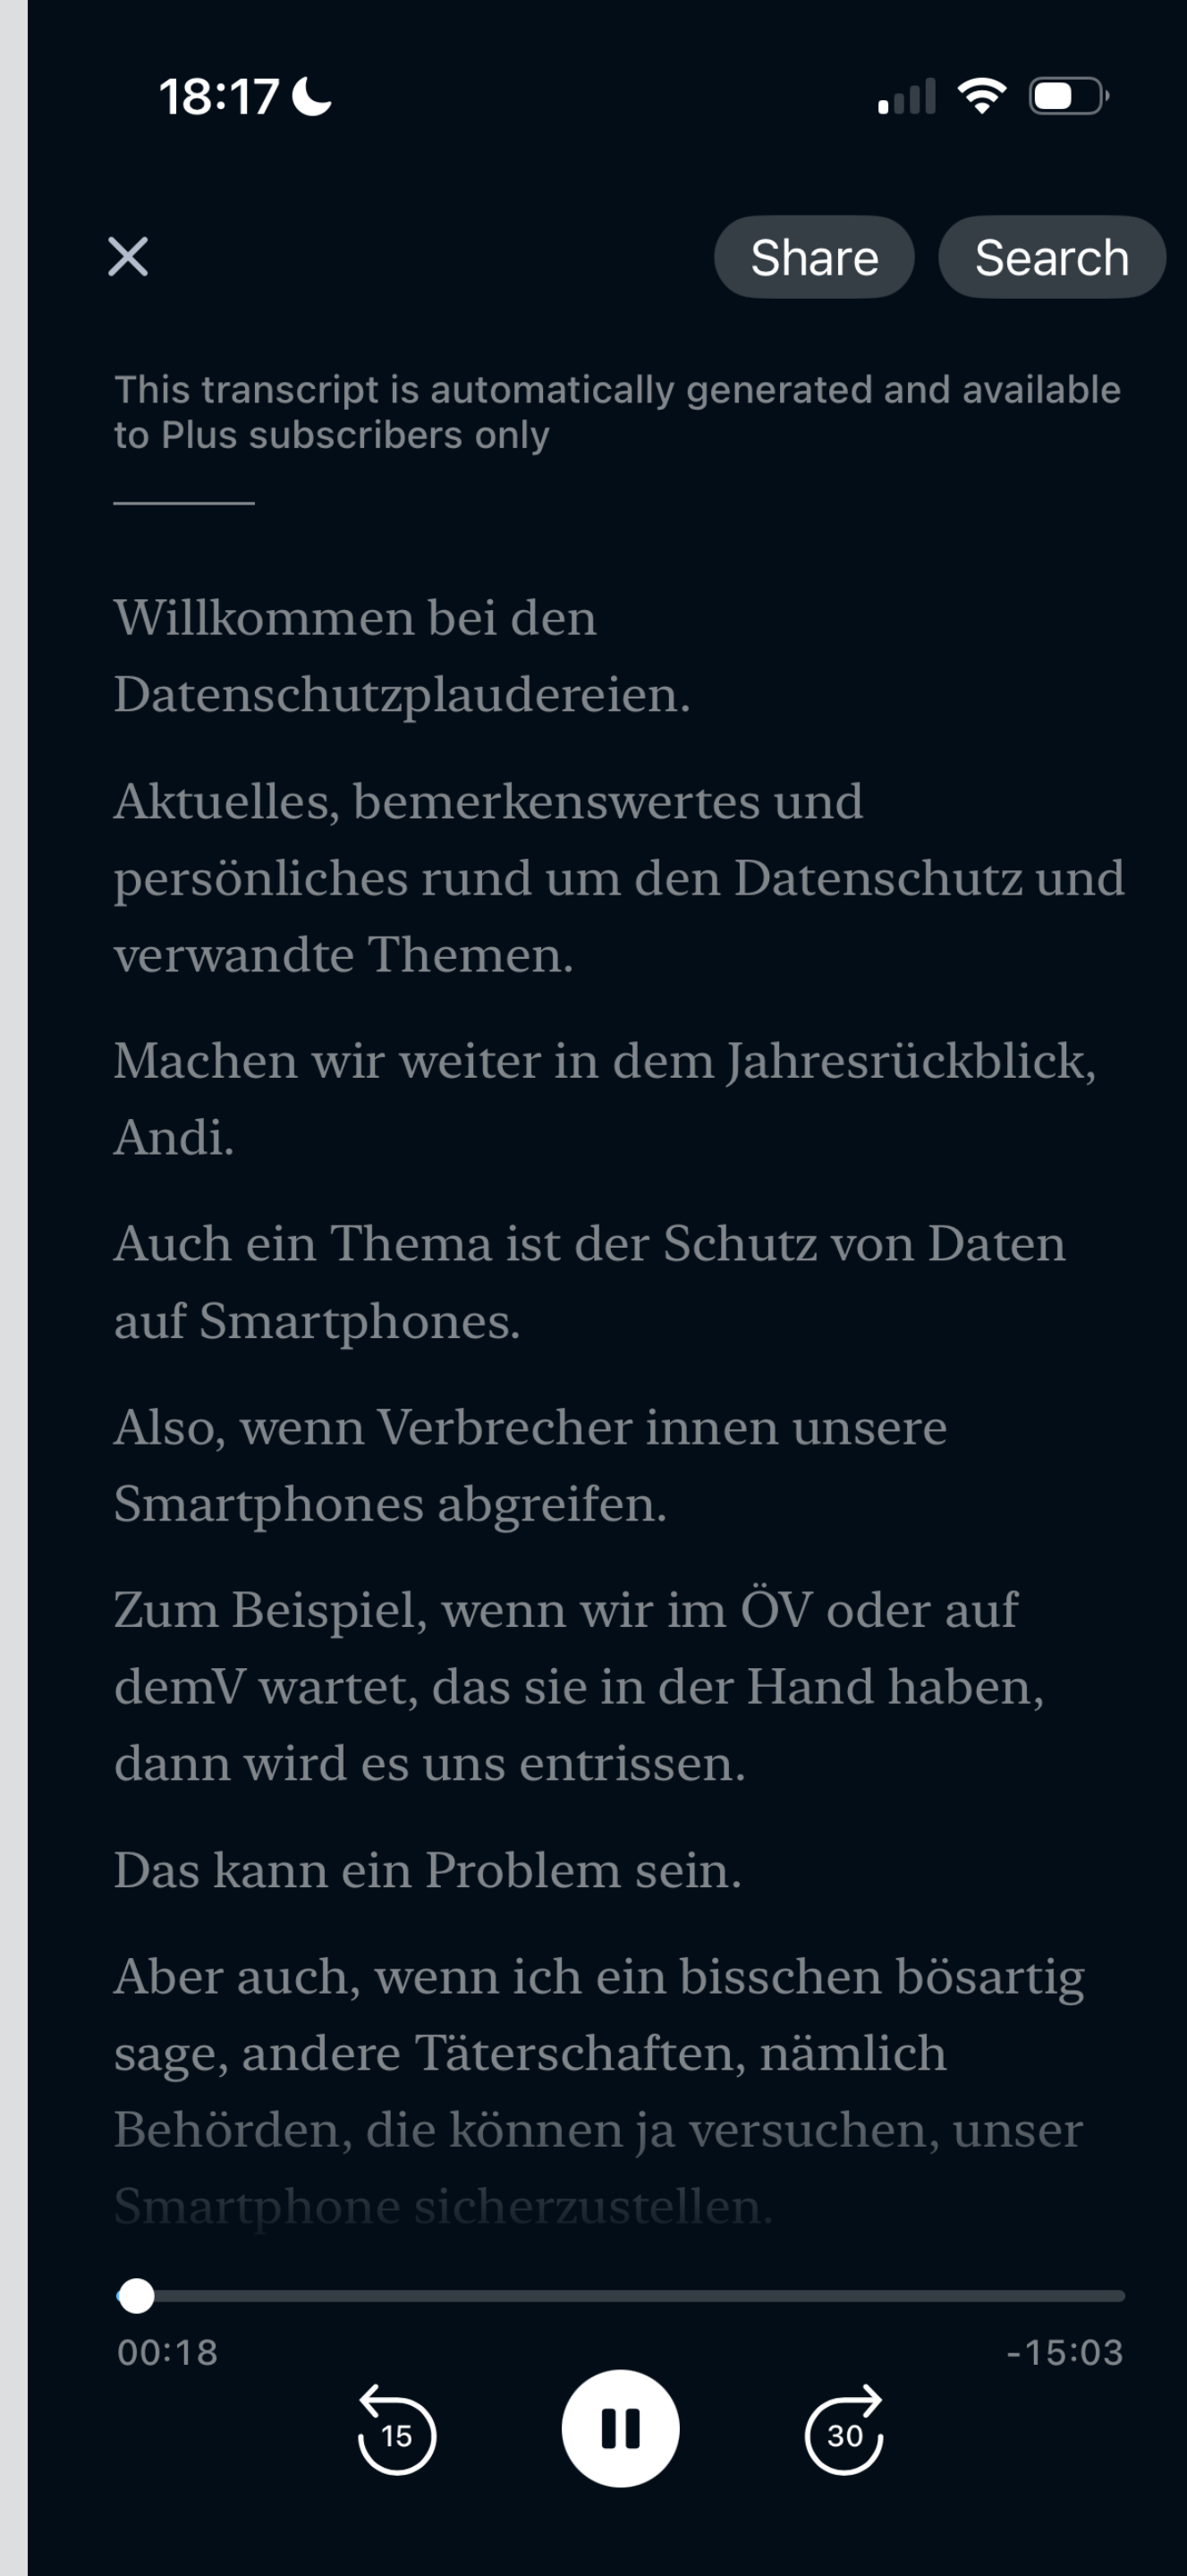 18:17
Share Search
This transcript is automatically generated and available
to Plus subscribers only
Willkommen bei den
Datenschutzplaudereien.
Aktuelles, bemerkenswertes und
persönliches rund um den Datenschutz und
verwandte Themen.
Machen wir weiter in dem Jahresrückblick,
Andi.
Auch ein Thema ist der Schutz von Daten
auf Smartphones.
Also, wenn Verbrecher innen unsere
Smartphones abgreifen.
Zum Beispiel, wenn wir im ÖV oder auf
demV wartet, das sie in der Hand haben,
dann wird es uns entrissen.
Das kann ein Problem sein.
Aber auch, wenn ich ein bisschen bösartig
sage, andere Täterschaften, nämlich
Behörden, die können ja versuchen, unser
Smartphone sicherzustellen.
00:18 -15:03
15 30